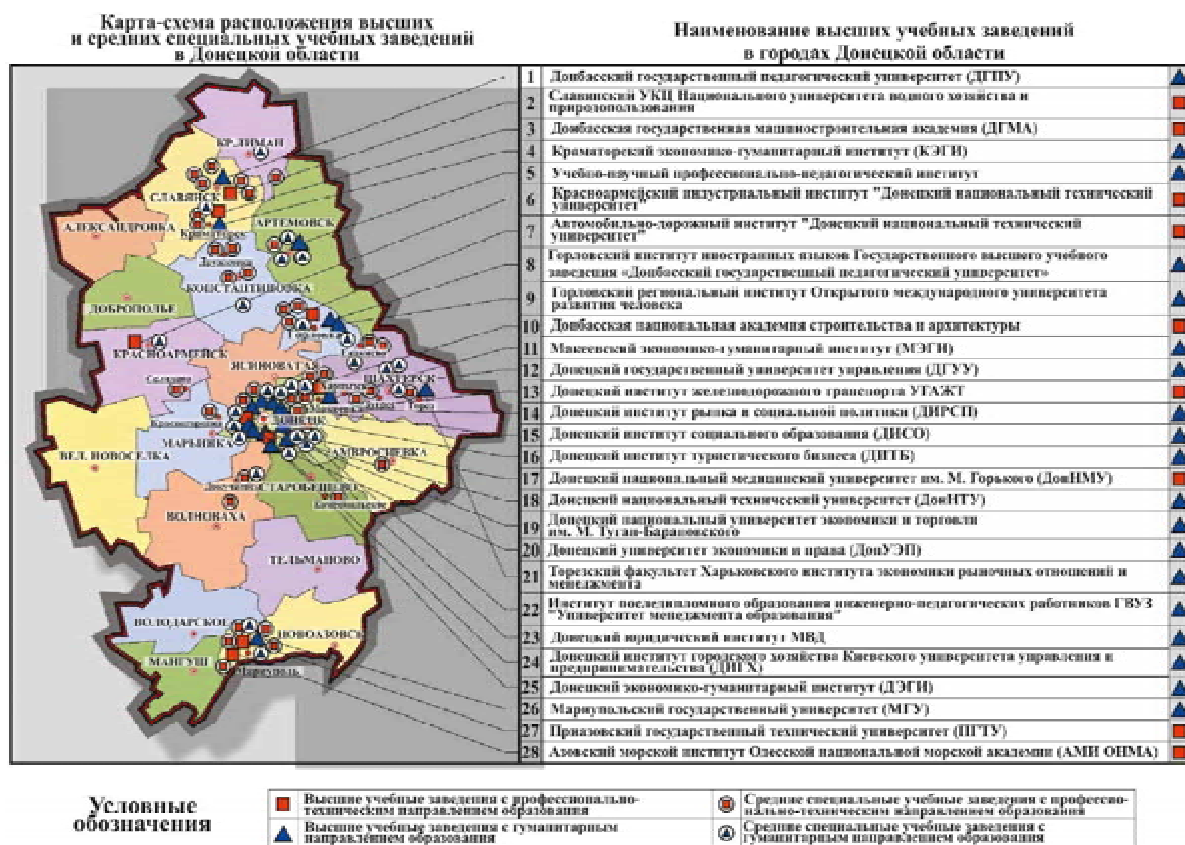 Карта-схема расположения высших
и средних специальных учебных заведений
в Донецкой области
Наименование высших учебных заведений
в городах Донецкой области
1 Донбасский государственный педагогический университет (ДГПУ)
2 Славянский УКЦ Национального университета водного хозяйства и
природопользования
3 Донбасская государственная машиностроительная академия (ДГМА)
4 Краматорский экономико-гуманитарный институт (КЭГИ)
5 Учебно-научный профессионально-педагогический институт
6 Красноармейский индустриальный институт "Донецкий национальный технический
университет"
7 Автомобильно-дорожный институт "Донецкий национальный технический
университет"
8 Горловский институт иностранных языков Государственного высшего учебного
заведения «Донбасский государственный педагогический университет»
9 Горловский региональный институт Открытого международного университета
развития человека
10 Донбасская национальная академия строительства и архитектуры
11 Макеевский экономико-гуманитарный институт (МЭГИ)
12 Донецкий государственный университет управления (ДГУУ)
13 Донецкий институт железнодорожного транспорта УГАЖТ
14 Донецкий институт рынка и социальной политики (ДИРСП)
15 Донецкий институт социального образования (ДИСО)
16 Донецкий институт туристического бизнеса (ДИТБ)
17 Донецкий национальный медицинский университет им. М. Горького (ДонНМУ)
18 Донецкий национальный технический университет (ДонНТУ)
19 Донецкий национальный университет экономики и торговли
им. М. Туган-Барановского
20 Донецкий университет экономики и права (ДонУЭП)
21 Торезский факультет Харьковского института экономики рыночных отношений и
менеджмента
22 Институт последипломного образования инженерно-педагогических работников ГВУЗ
"Университет менеджмента образования"
23 Донецкий юридический институт МВД
24 Донецкий институт городского хозяйства Киевского университета управления и
предпринимательства (ДИГХ)
25 Донецкий экономико-гуманитарный институт (ДЭГИ)
26 Мариупольский государственный университет (МГУ)
27 Приазовский государственный технический университет (ПГТУ)
28 Азовский морской институт Одесской национальной морской академии (АМИ ОНМА)
КР.ЛИМАН
СЛАВЯНСК
АЛЕКСАНДРОВКА
Краматорск
АРТЕМОВСК
КОНСТАНТИНОВКА
ДОБРОПОЛЬЕ
Горловка
КРАСНОАРМЕЙСК
ЯСИНОВАТАЯ
ШАХТЕРСК
Торез
Макеевка
ДОНЕЦК
МАРЬИНКА
ВЕЛ. НОВОСЕЛКА
АМВРОСИЕВКА
СТАРОБЕШЕВО
ВОЛНОВАХА
ТЕЛЬМАНОВО
ВОЛОДАРСКОЕ
НОВОАЗОВСК
МАНГУШ
Мариуполь
Условные
обозначения
Высшие учебные заведения с профессионально-
техническим направлением образования
Высшие учебные заведения с гуманитарным
направлением образования
Средние специальные учебные заведения с професси-
нально-техническим направлением образования
Средние специальные учебные заведения с
гуманитарным направлением образования